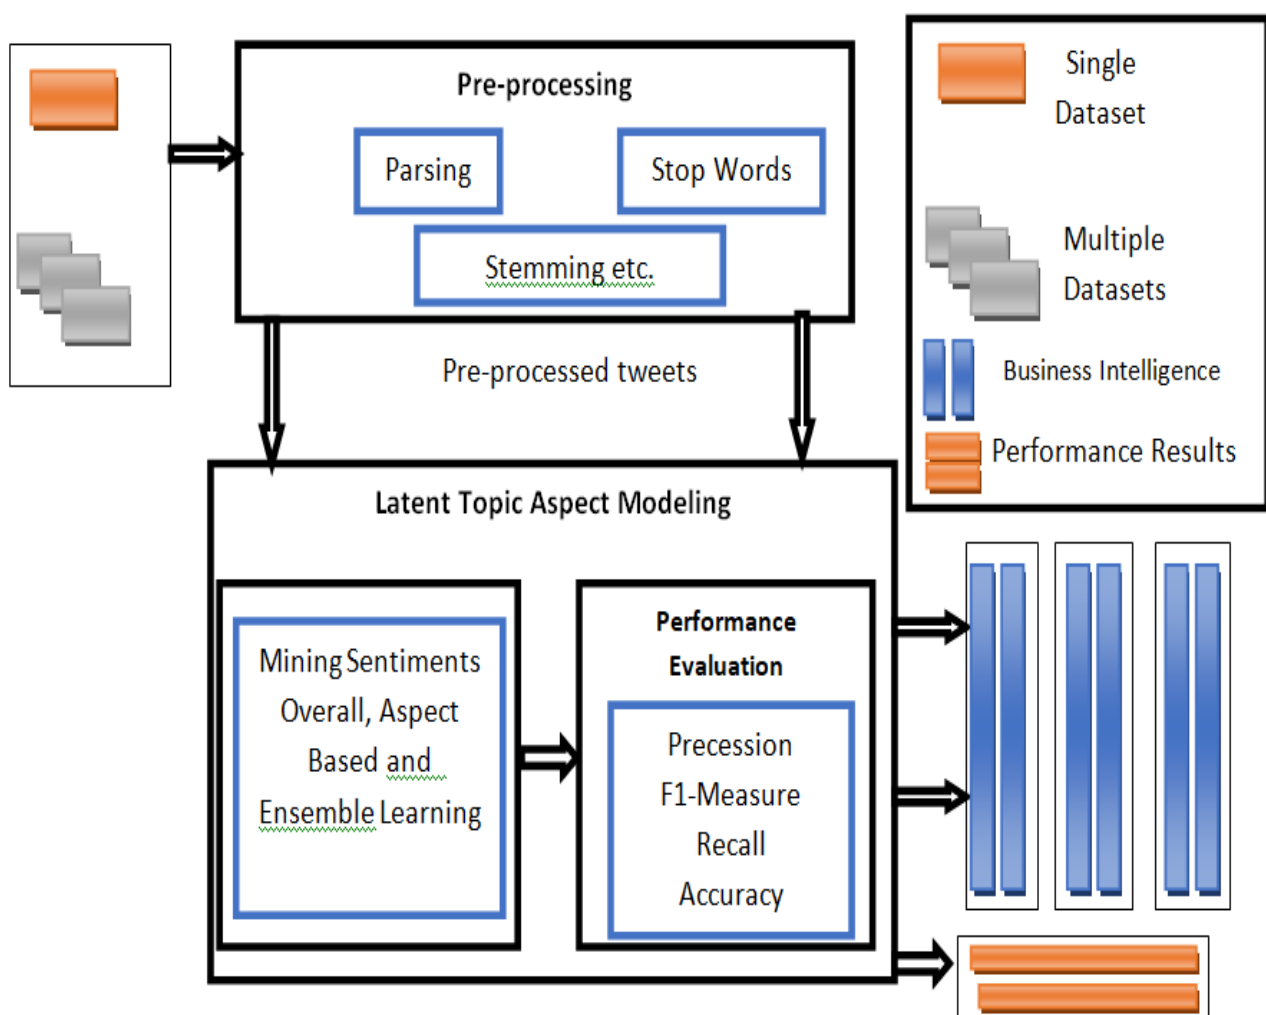 Pre-processing
Parsing
Stop Words
Stemming etc.
Pre-processed tweets
Latent Topic Aspect Modeling
Mining Sentiments
Overall, Aspect
Based and
Ensemble Learning
Performance
Evaluation
Precession
F1-Measure
Recall
Accuracy
Single
Dataset
Multiple
Datasets
Business Intelligence
Performance Results